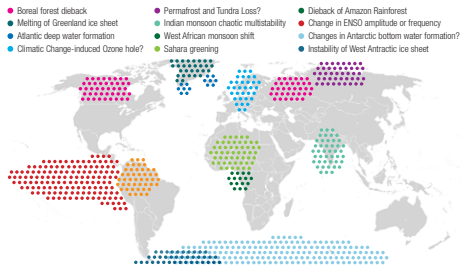 Boreal forest dieback
Melting of Greenland ice sheet
Atlantic deep water formation
Climatic Change-induced Ozone hole?
Permafrost and Tundra Loss?
Indian monsoon chaotic multistability
West African monsoon shift
Sahara greening
Dieback of Amazon Rainforest
Change in ENSO amplitude or frequency
Changes in Antarctic bottom water formation?
Instability of West Antractic ice sheet